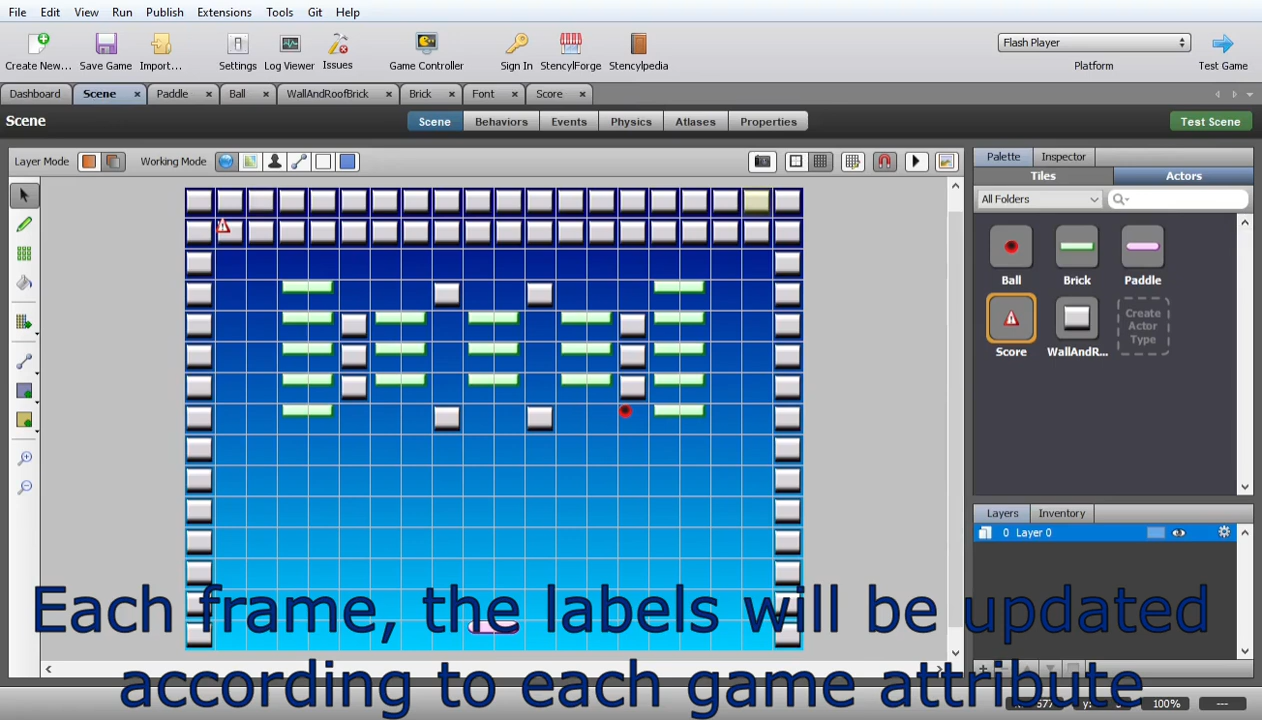 File Edit View Run Publish Extensions Tools Git Help
Create New... Save Game Import... Settings Log Viewer Issues Game Controller Sign In StencylForge Stencylpedia Flash Player Platform Test Game
Dashboard Scene Paddle Ball WallAndRoofBrick Brick Font Score
Scene Scene Behaviors Events Physics Atlases Properties Test Scene
Layer Mode Working Mode Palette Inspector
Tiles Actors
All Folders
Ball Brick Paddle
Create
Actor
Type
Score WallAndR...
Layers Inventory
0 Layer 0
Each frame, the labels will be updated
according to each game attribute
100% ---